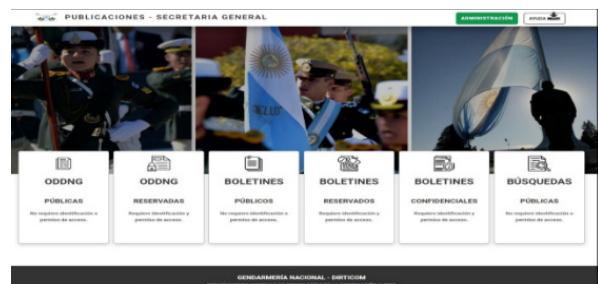 PUBLICACIONES - SECRETARIA GENERAL
ADMINISTRACIÓN
AYUDA
ODDNG
PÚBLICAS
No requiere identificación o
permiso de acceso.
ODDNG
RESERVADAS
Requiere identificación y
permiso de acceso.
BOLETINES
PÚBLICOS
No requiere identificación o
permiso de acceso.
BOLETINES
RESERVADOS
Requiere identificación y
permiso de acceso.
BOLETINES
CONFIDENCIALES
Requiere identificación y
permiso de acceso.
BÚSQUEDAS
PÚBLICAS
No requiere identificación o
permiso de acceso.
GENDARMERÍA NACIONAL - DIRTICOM